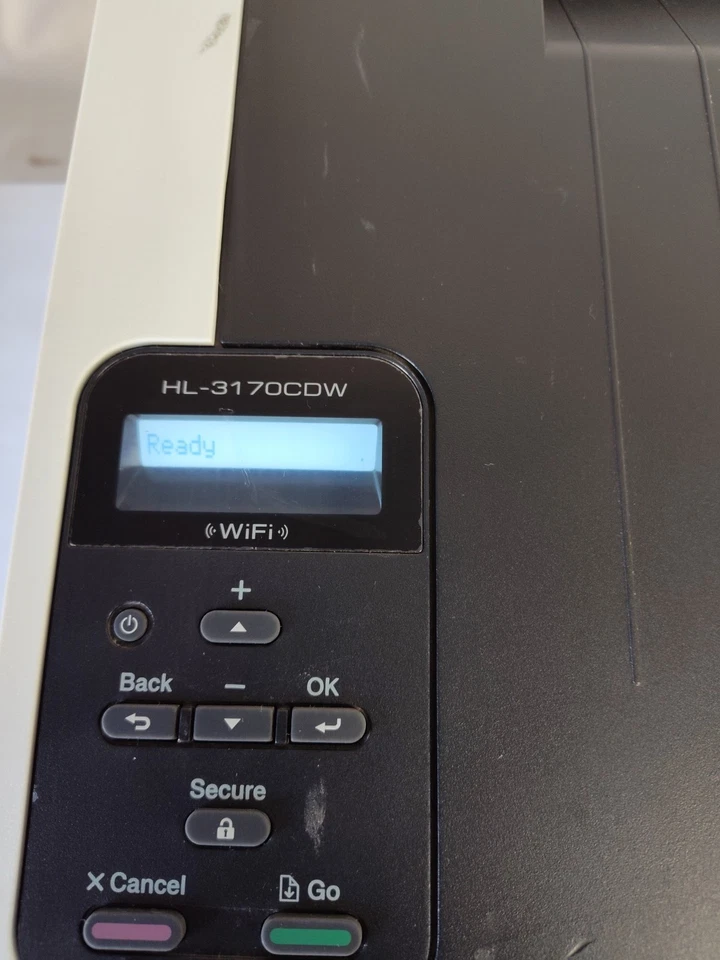 HL-3170CDW
Ready
WiFi
+
Back - OK
Secure
X Cancel Go